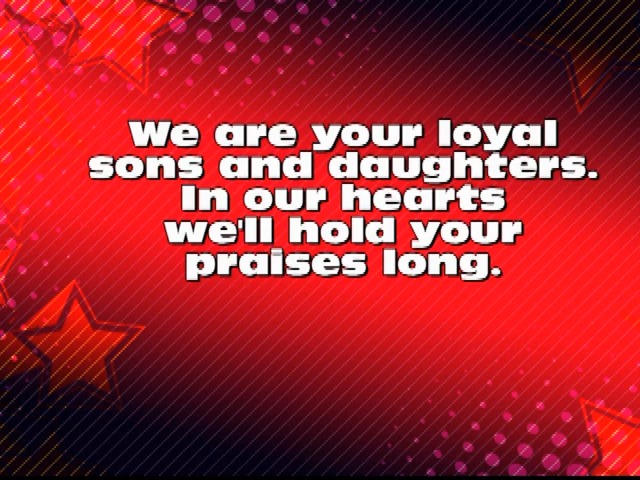 We are your loyal
sons and daughters.
In our hearts
we'll hold your
praises long.